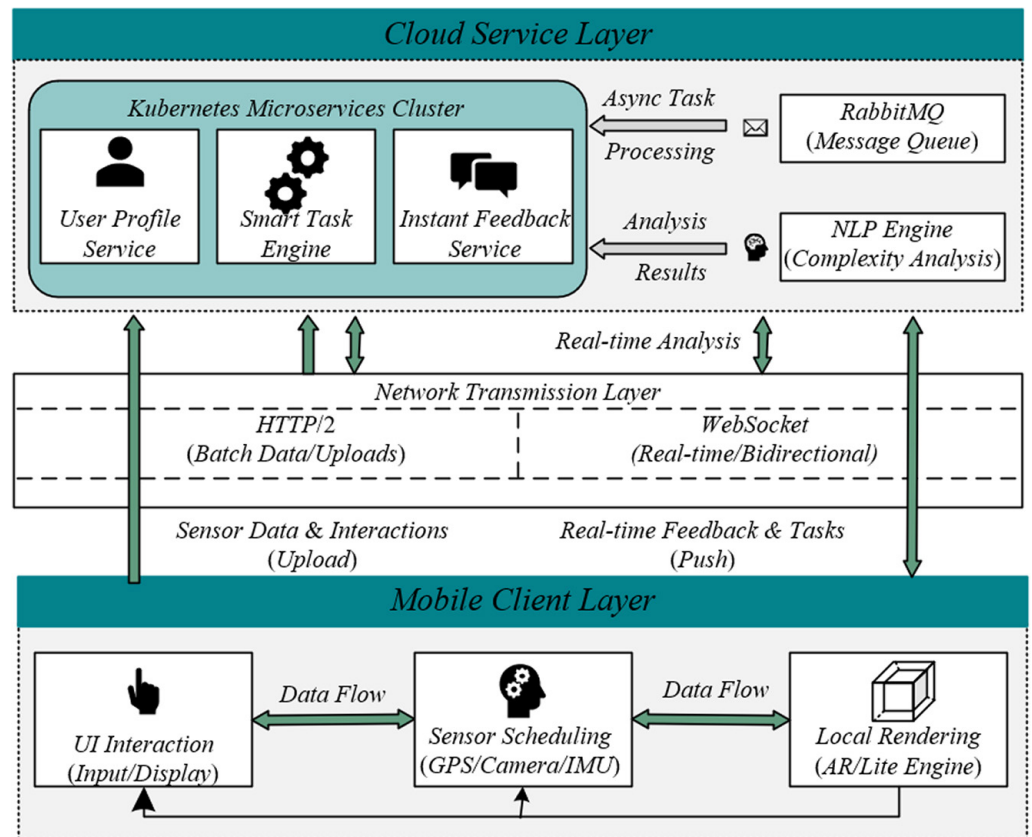 Cloud Service Layer
Kubernetes Microservices Cluster
User Profile
Service
Smart Task
Engine
Instant Feedback
Service
Async Task
Processing
RabbitMQ
(Message Queue)
Analysis
Results
NLP Engine
(Complexity Analysis)
Real-time Analysis
Network Transmission Layer
HTTP/2
(Batch Data/Uploads)
WebSocket
(Real-time/Bidirectional)
Sensor Data & Interactions
(Upload)
Real-time Feedback & Tasks
(Push)
Mobile Client Layer
UI Interaction
(Input/Display)
Data Flow
Sensor Scheduling
(GPS/Camera/IMU)
Data Flow
Local Rendering
(AR/Lite Engine)